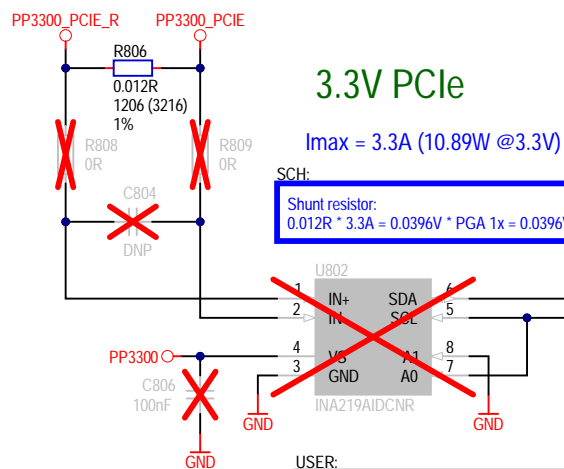 PP3300_PCIE_R
PP3300_PCIE
R806
0.012R
1206 (3216)
1%
3.3V PCIe
Imax = 3.3A (10.89W @3.3V)
R808
0R
R809
0R
SCH:
C804
DNP
Shunt resistor:
0.012R * 3.3A = 0.0396V * PGA 1x = 0.0396V
U802
1
IN+
SDA
6
2
IN-
SCL
5
PP3300
4
VS
A1
8
3
GND
A0
7
C806
100nF
INA219AIDCNR
GND
GND
GND
USER: